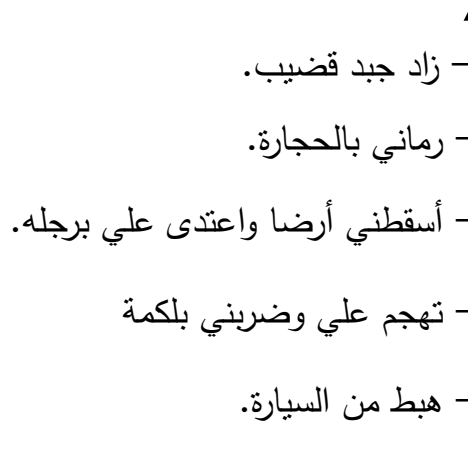 - زاد جبد قضيب.
- رماني بالحجارة.
- أسقطني أرضا واعتدى علي برجله.
- تهجم علي وضربني بلكمة
- هبط من السيارة.